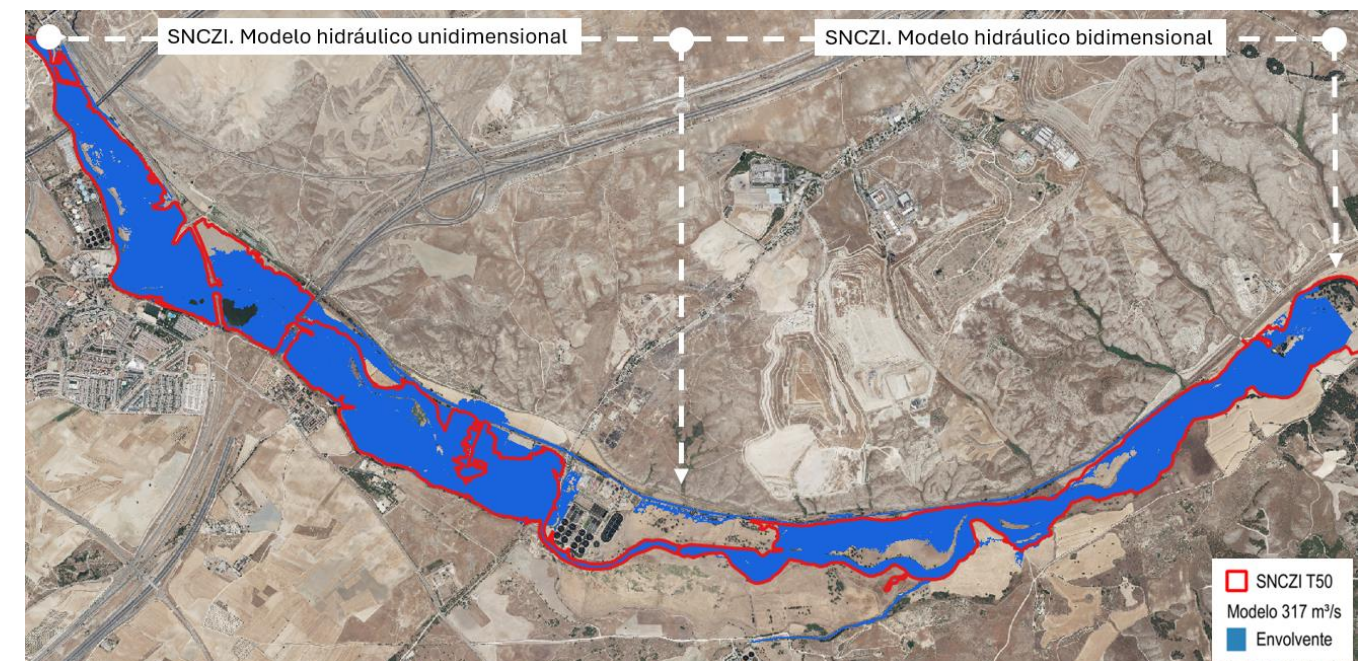 SNCZI. Modelo hidráulico unidimensional
SNCZI. Modelo hidráulico bidimensional
SNCZI T50
Modelo 317 m³/s
Envolvente